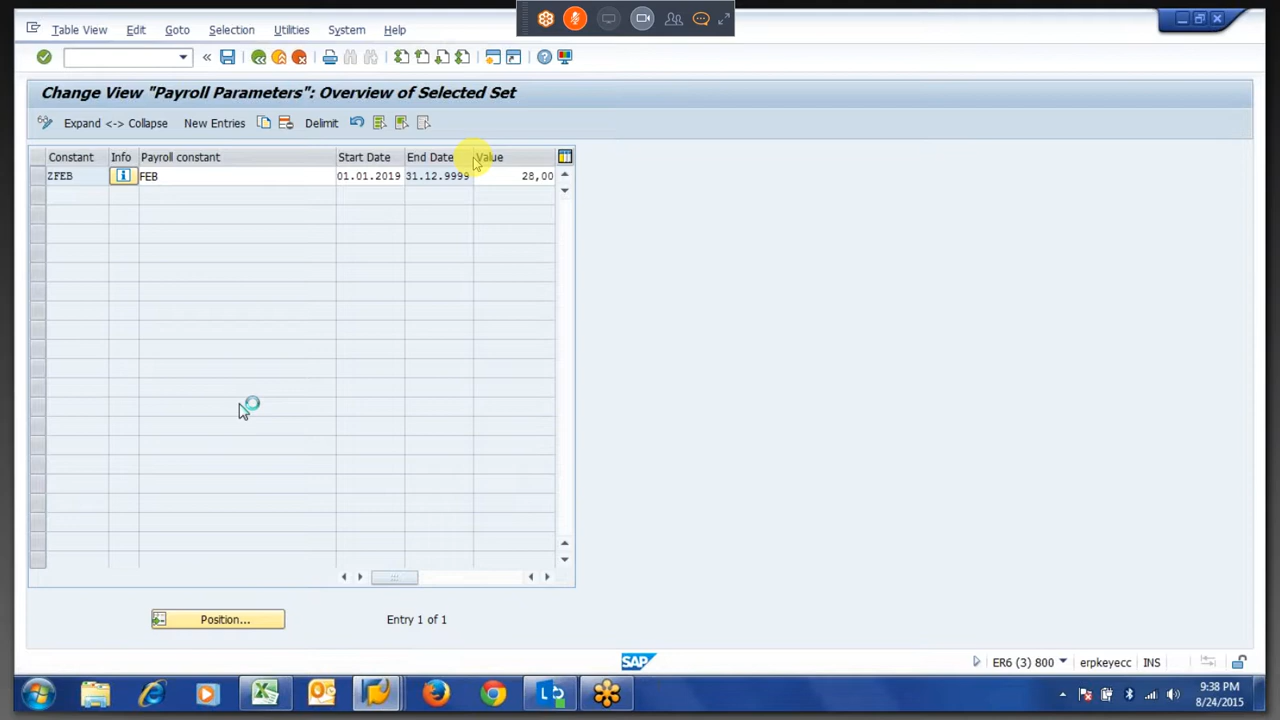 Table View Edit Goto Selection Utilities System Help
Change View "Payroll Parameters": Overview of Selected Set
Expand <-> Collapse New Entries Delimit
Constant Info Payroll constant Start Date End Date Value
ZFEB FEB 01.01.2019 31.12.9999 28,00
Position... Entry 1 of 1
SAP ER6 (3) 800 erpkeyecc INS
9:38 PM
8/24/2015